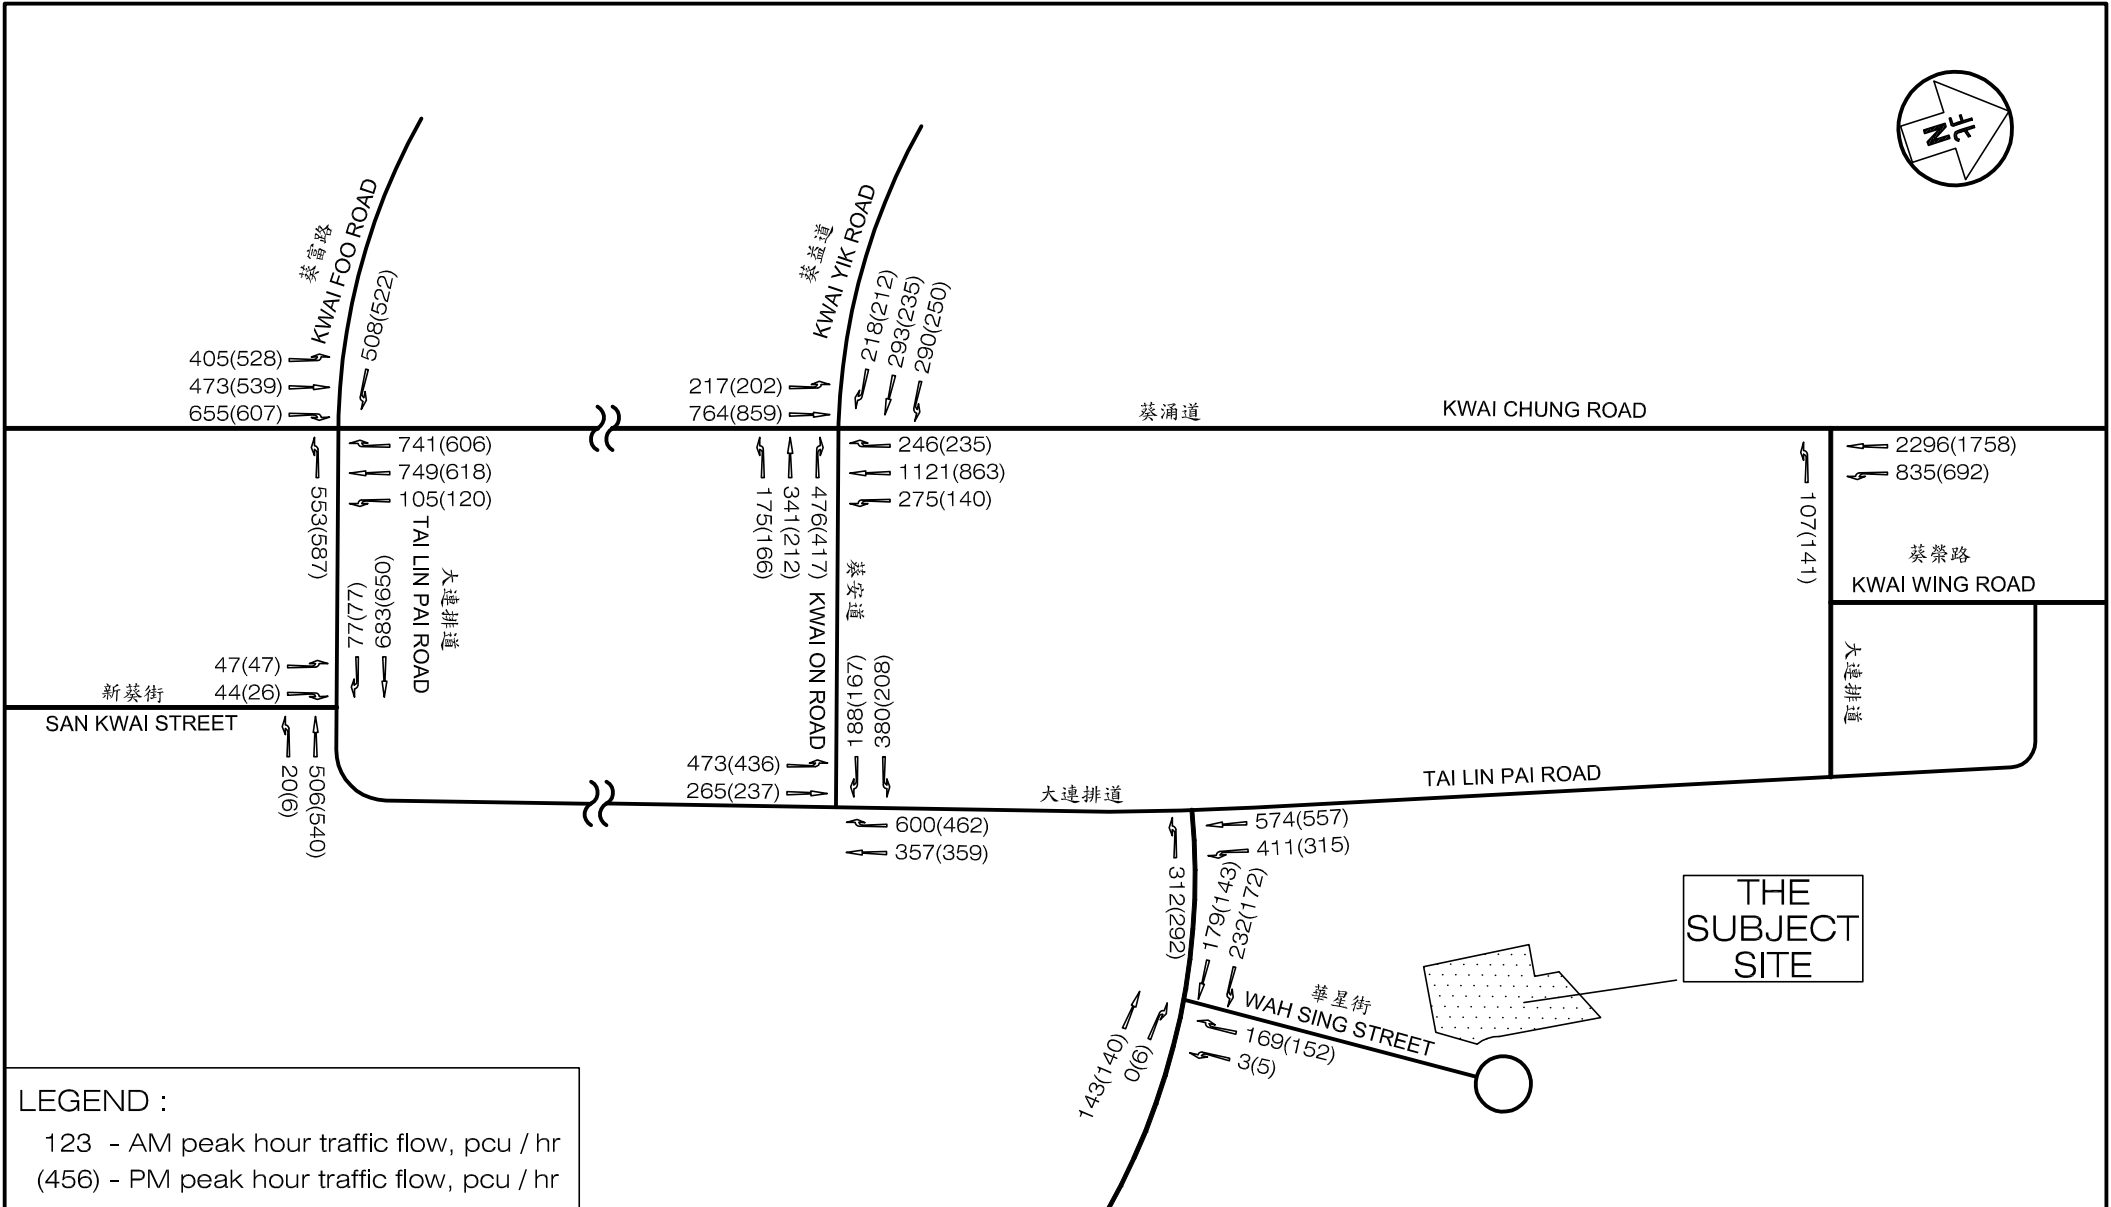 北
N
葵富路
KWAI FOO ROAD
508(522)
405(528)
473(539)
655(607)
葵益道
KWAI YIK ROAD
218(212)
293(235)
290(250)
217(202)
764(859)
葵涌道
KWAI CHUNG ROAD
741(606)
749(618)
105(120)
553(587)
246(235)
1121(863)
275(140)
175(166)
341(212)
476(417)
2296(1758)
835(692)
107(141)
葵榮路
KWAI WING ROAD
大連排道
TAI LIN PAI ROAD
77(77)
683(650)
葵安道
KWAI ON ROAD
188(167)
380(208)
大連排道
47(47)
44(26)
新葵街
SAN KWAI STREET
20(6)
506(540)
473(436)
265(237)
大連排道
TAI LIN PAI ROAD
600(462)
357(359)
574(557)
411(315)
312(292)
179(143)
232(172)
華星街
WAH SING STREET
169(152)
3(5)
143(140)
0(6)
THE
SUBJECT
SITE
LEGEND :
123 - AM peak hour traffic flow, pcu / hr
(456) - PM peak hour traffic flow, pcu / hr